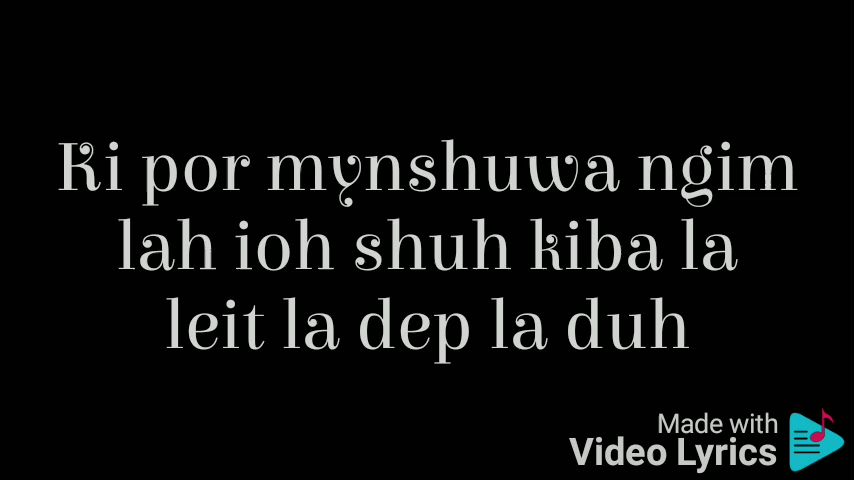 Ki por mynshuwa ngim
lah ioh shuh kiba la
leit la dep la duh
Made with
Video Lyrics